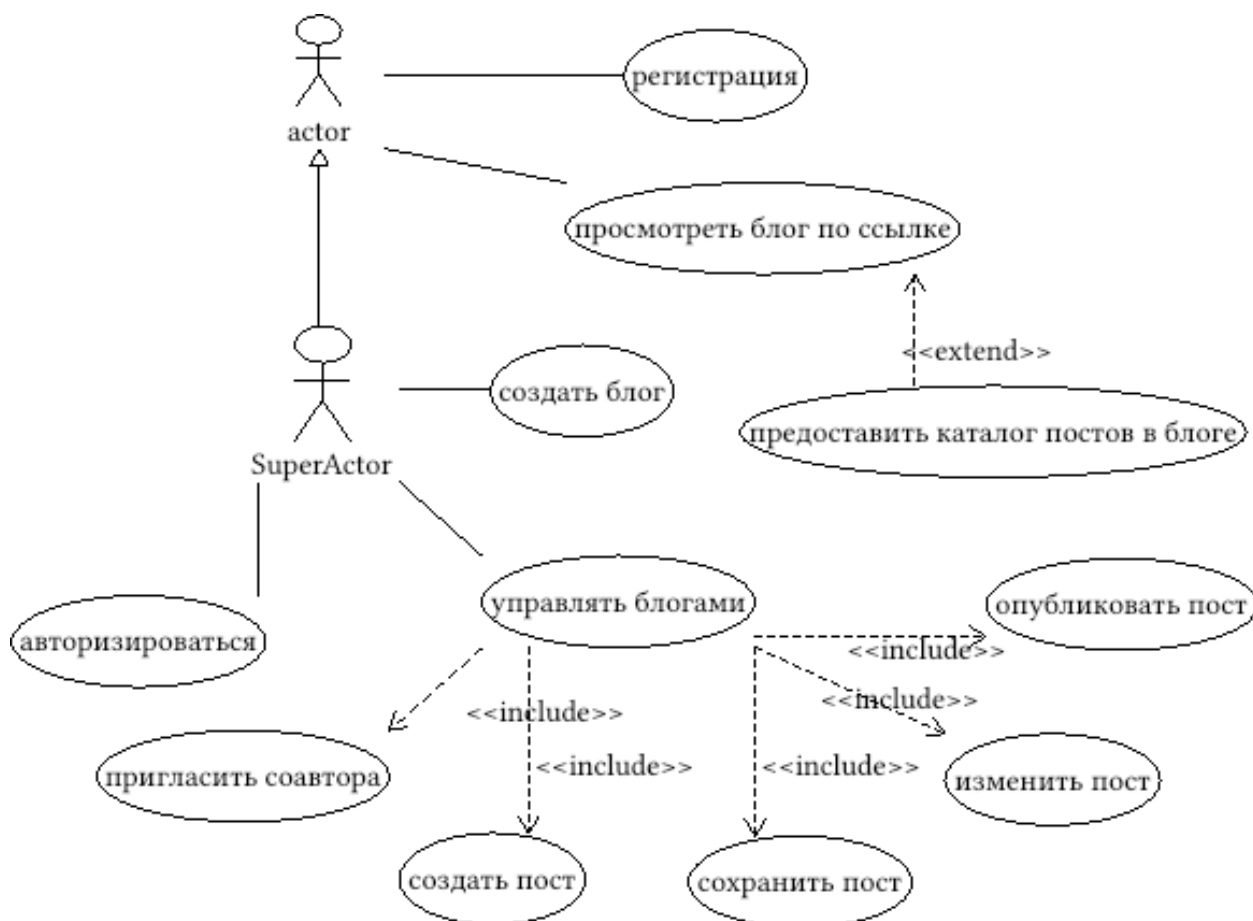 регистрация
actor
просмотреть блог по ссылке
<<extend>>
создать блог
предоставить каталог постов в блоге
SuperActor
управлять блогами
опубликовать пост
авторизироваться
<<include>>
<<include>>
<<include>>
<<include>>
<<include>>
пригласить соавтора
изменить пост
создать пост
сохранить пост